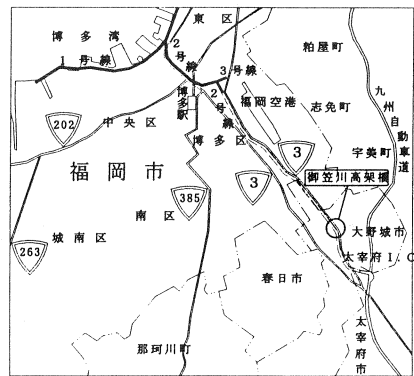 東区
博多湾
1号線
2号線
3号線
粕屋町
博多駅
2号線
福岡空港
志免町
九州自動車道
202
中央区
博多区
3
宇美町
福岡市
御笠川高架橋
385
3
南区
大野城市
城南区
263
太宰府I.C
春日市
那珂川町
太宰府市